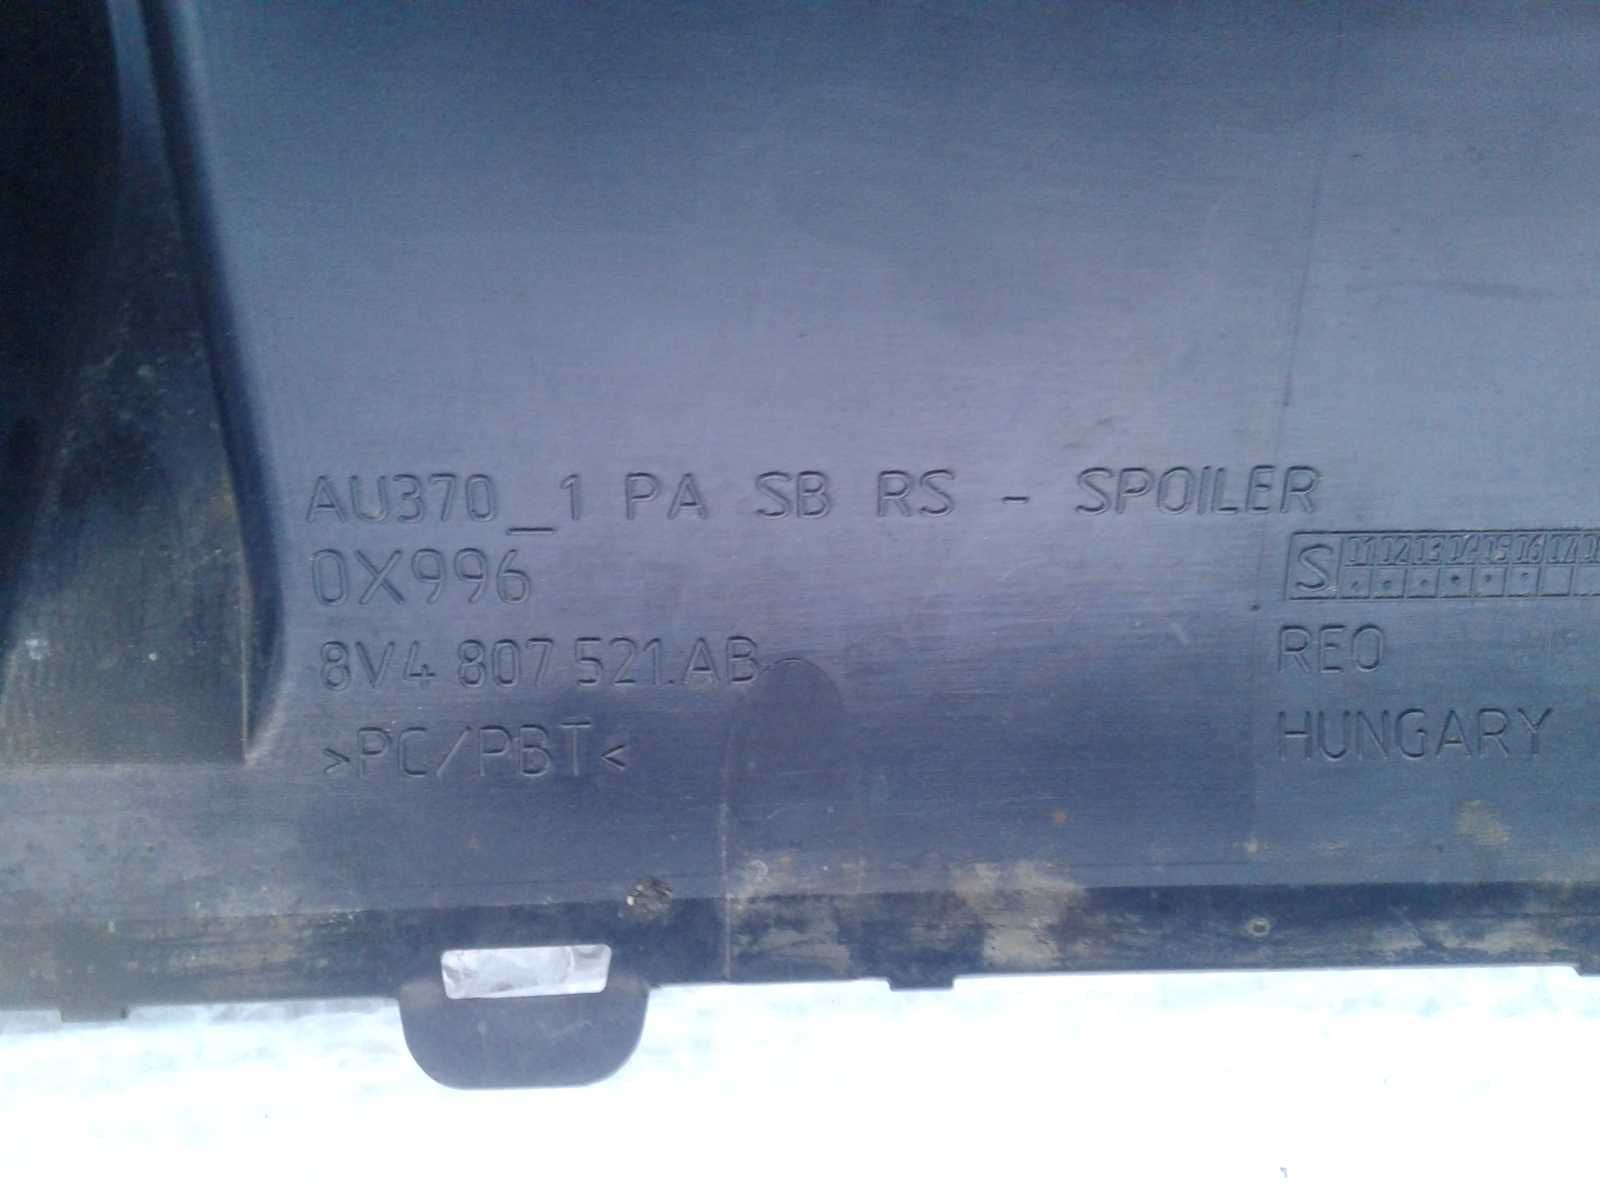 AU370_1 PA SB RS - SPOILER
0X996
8V4 807 521.AB
>PC/PBT<
S 11 12 13 14 15 16 17 18
REO
HUNGARY